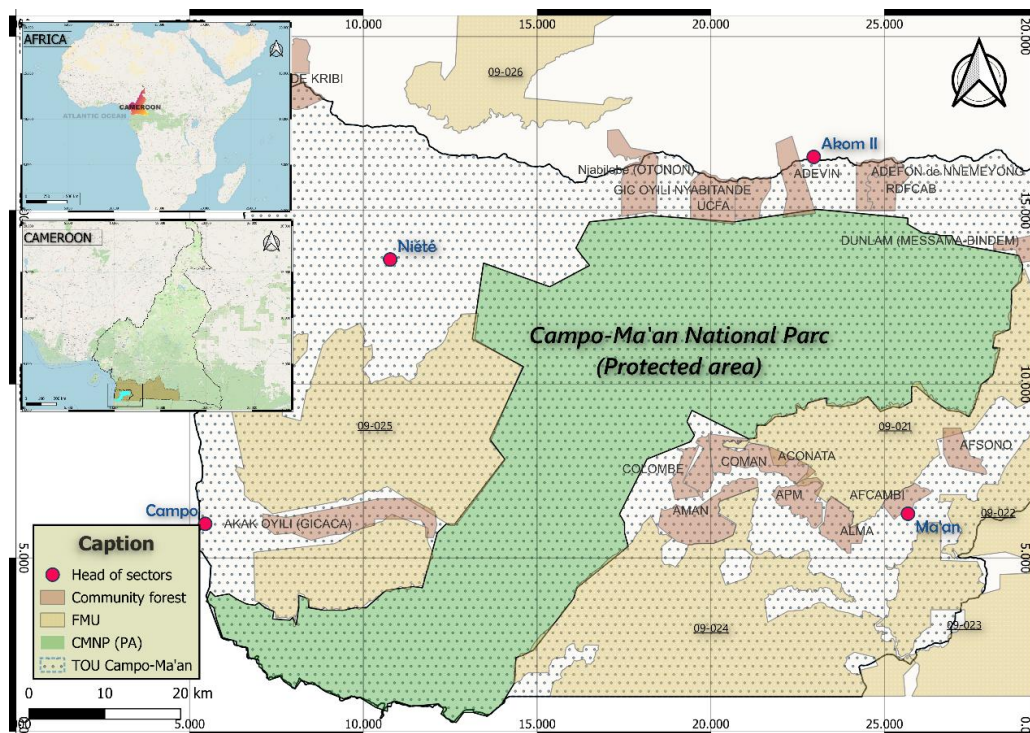 10.000
15.000
20.000
25.000
20.000
AFRICA
CAMEROON
ATLANTIC OCEAN
DE KRIBI
09-026
Akom II
Njabilobe (OTONON)
ADEVIN
ADEFON de NNEMEYONG
GIC OYILI NYABITANDE
RDFCAB
UCFA
15.000
CAMEROON
DUNLAM (MESSAMA-BINDEM)
Niété
Campo-Ma'an National Parc
(Protected area)
10.000
09-025
09-021
AFSONO
COLOMBE
COMAN
ACONATA
APM
AFCAMBI
Campo
AKAK OYILI (GICACA)
AMAN
ALMA
Ma'an
09-022
5.000
Caption
Head of sectors
Community forest
FMU
CMNP (PA)
TOU Campo-Ma'an
09-024
09-023
0 10 20 km
5.000
10.000
15.000
20.000
25.000